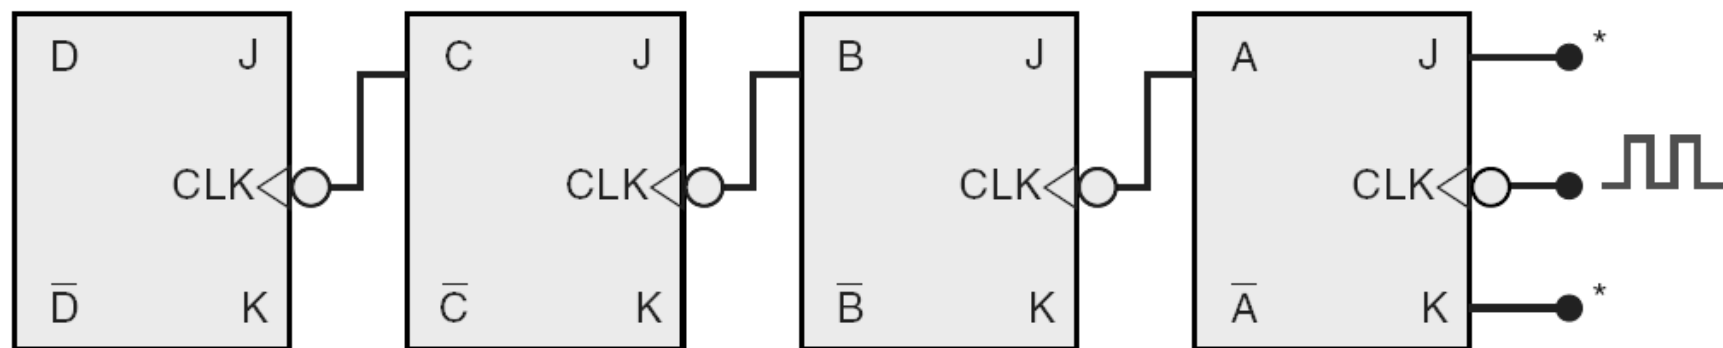 D J C J B J A J *
CLK CLK CLK CLK
D̅ K C̅ K B̅ K A̅ K *